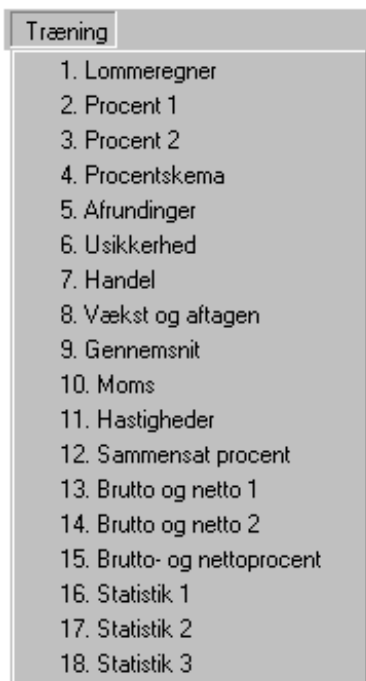 Træning
1. Lommeregner
2. Procent 1
3. Procent 2
4. Procentskema
5. Afrundinger
6. Usikkerhed
7. Handel
8. Vækst og aftagen
9. Gennemsnit
10. Moms
11. Hastigheder
12. Sammensat procent
13. Brutto og netto 1
14. Brutto og netto 2
15. Brutto- og nettoprocent
16. Statistik 1
17. Statistik 2
18. Statistik 3